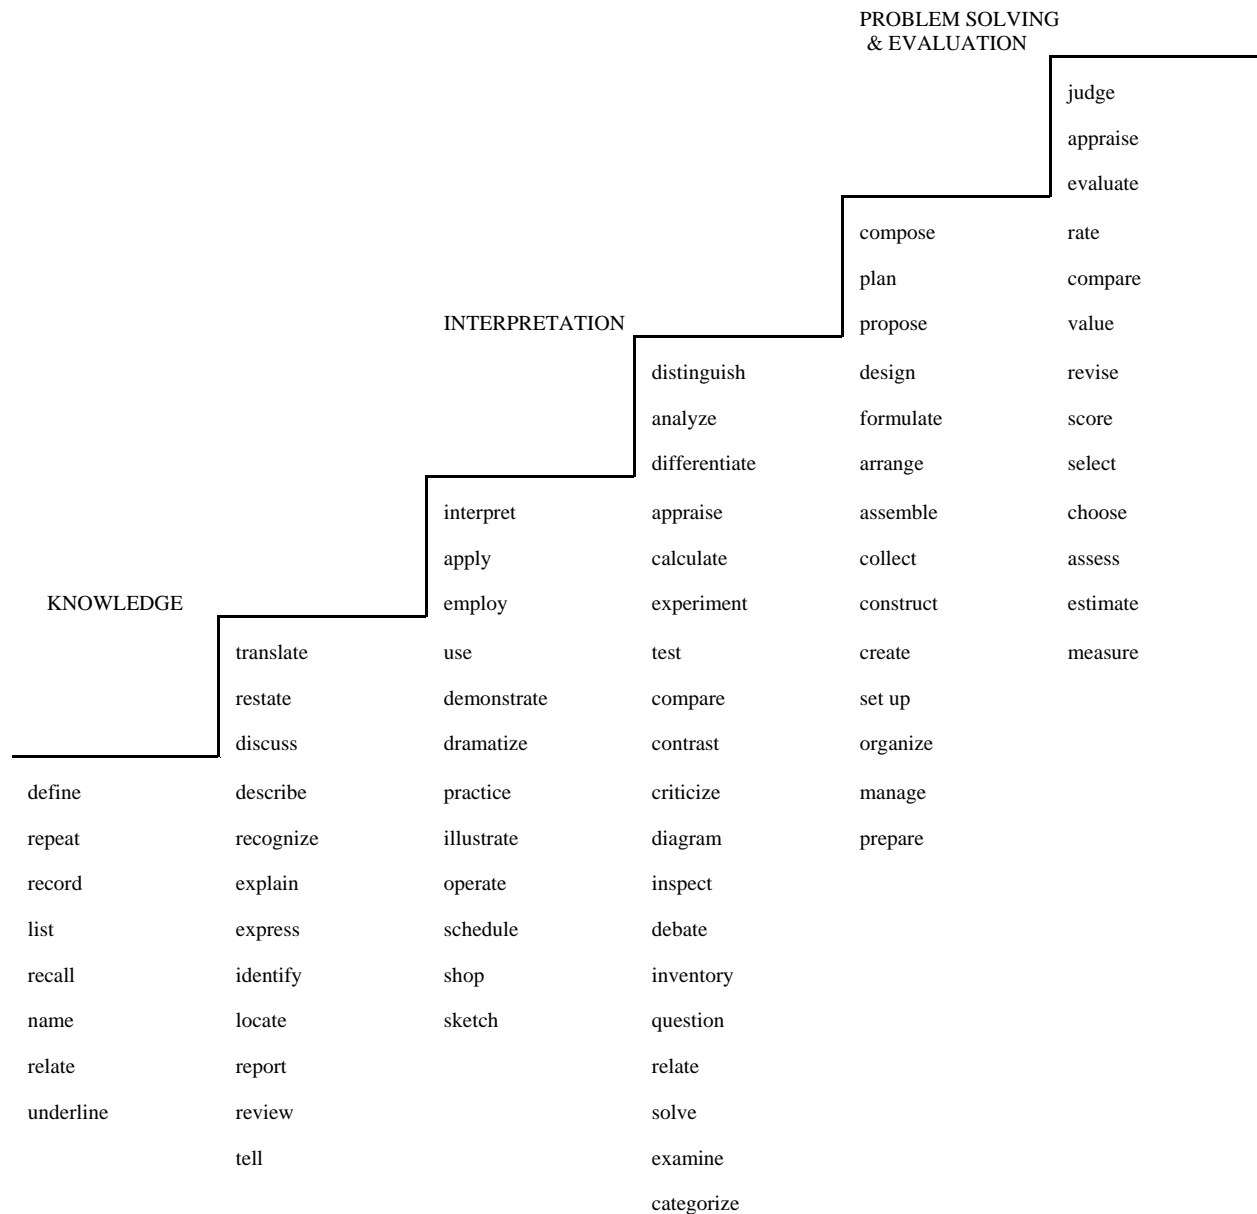 PROBLEM SOLVING
& EVALUATION
judge
appraise
evaluate
compose rate
plan compare
INTERPRETATION propose value
distinguish design revise
analyze formulate score
differentiate arrange select
interpret appraise assemble choose
apply calculate collect assess
KNOWLEDGE employ experiment construct estimate
translate use test create measure
restate demonstrate compare set up
discuss dramatize contrast organize
define describe practice criticize manage
repeat recognize illustrate diagram prepare
record explain operate inspect
list express schedule debate
recall identify shop inventory
name locate sketch question
relate report relate
underline review solve
tell examine
categorize